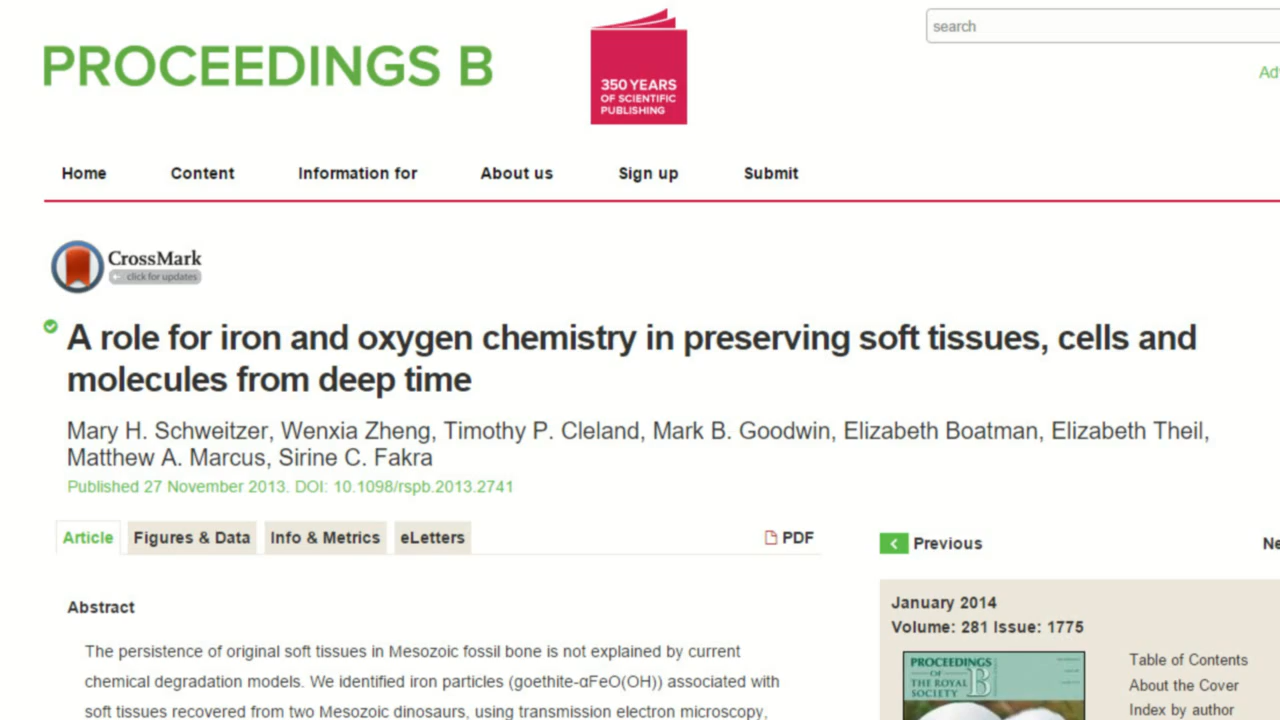 search
PROCEEDINGS B
350 YEARS
OF SCIENTIFIC
PUBLISHING
Home Content Information for About us Sign up Submit
CrossMark
click for updates
A role for iron and oxygen chemistry in preserving soft tissues, cells and
molecules from deep time
Mary H. Schweitzer, Wenxia Zheng, Timothy P. Cleland, Mark B. Goodwin, Elizabeth Boatman, Elizabeth Theil,
Matthew A. Marcus, Sirine C. Fakra
Published 27 November 2013. DOI: 10.1098/rspb.2013.2741
Article Figures & Data Info & Metrics eLetters PDF
Previous
Abstract
The persistence of original soft tissues in Mesozoic fossil bone is not explained by current
chemical degradation models. We identified iron particles (goethite-αFeO(OH)) associated with
soft tissues recovered from two Mesozoic dinosaurs, using transmission electron microscopy,
January 2014
Volume: 281 Issue: 1775
PROCEEDINGS
OF
THE ROYAL
SOCIETY B
Table of Contents
About the Cover
Index by author